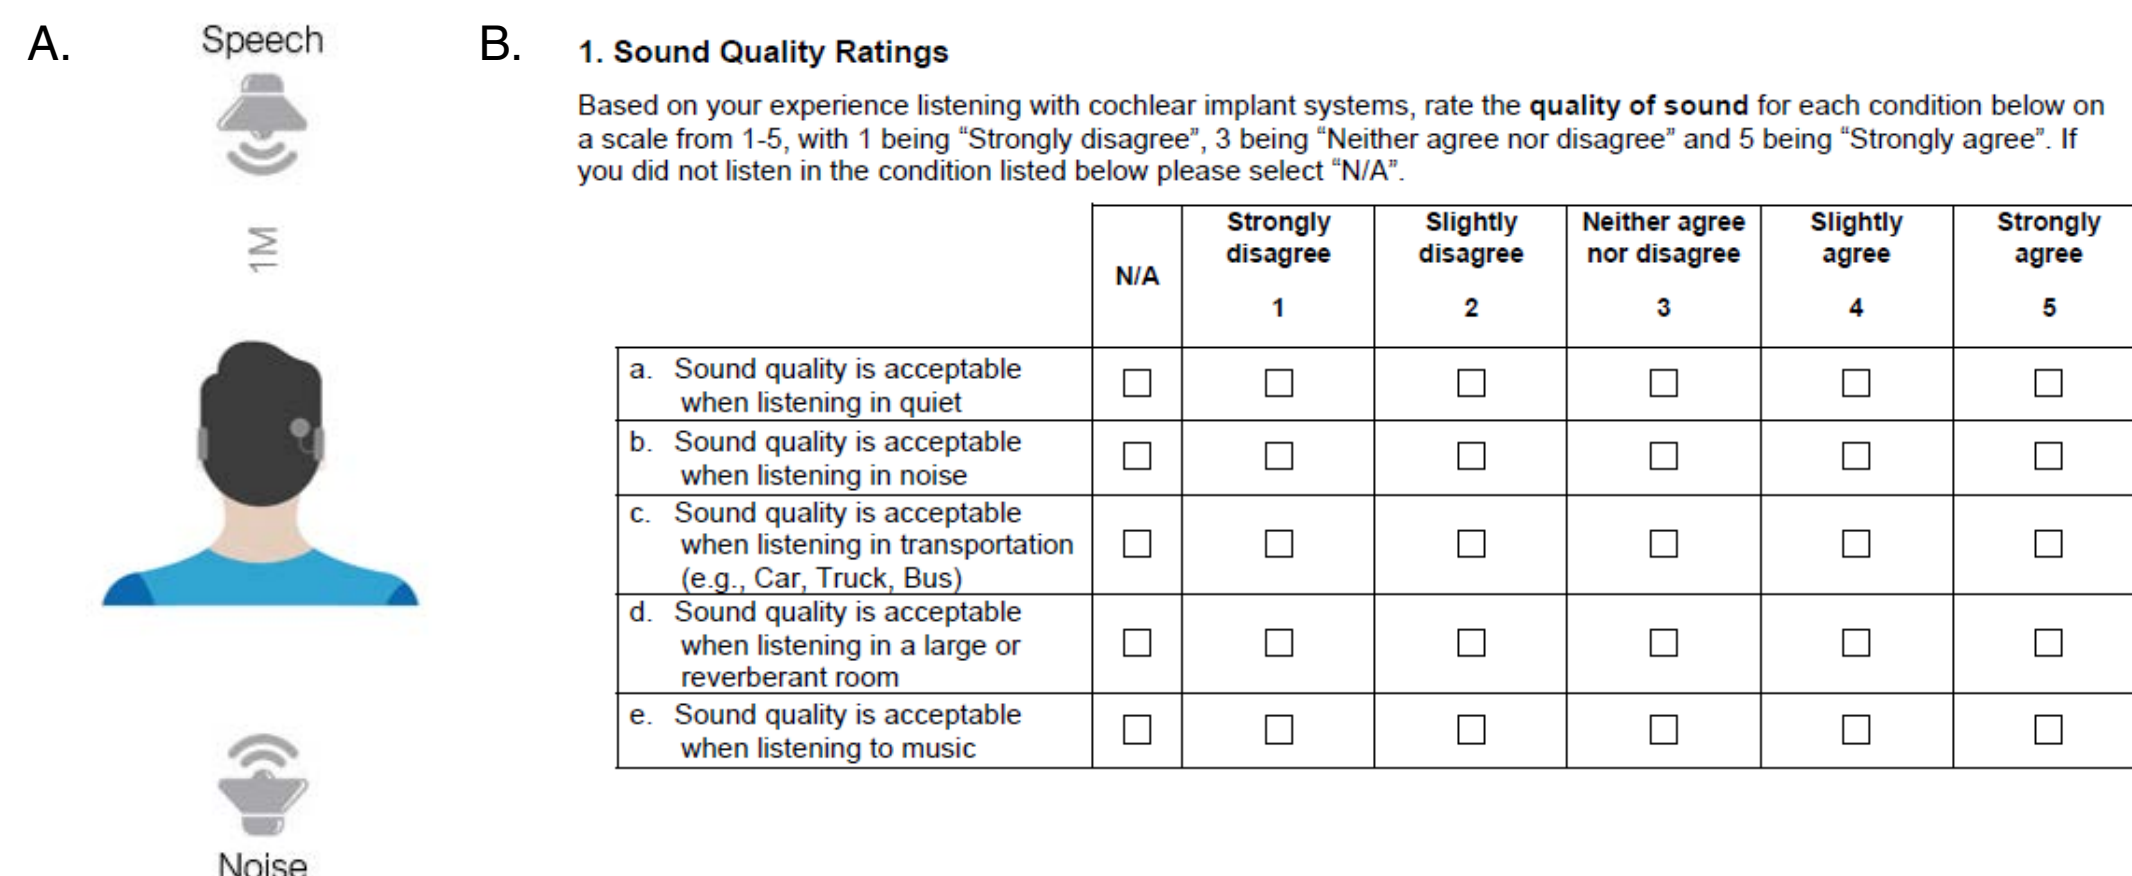 A.
Speech
1M
Noise
B.
1. Sound Quality Ratings
Based on your experience listening with cochlear implant systems, rate the quality of sound for each condition below on
a scale from 1-5, with 1 being “Strongly disagree”, 3 being “Neither agree nor disagree” and 5 being “Strongly agree”. If
you did not listen in the condition listed below please select “N/A”.
N/A
Strongly
disagree
1
Slightly
disagree
2
Neither agree
nor disagree
3
Slightly
agree
4
Strongly
agree
5
a. Sound quality is acceptable
when listening in quiet
b. Sound quality is acceptable
when listening in noise
c. Sound quality is acceptable
when listening in transportation
(e.g., Car, Truck, Bus)
d. Sound quality is acceptable
when listening in a large or
reverberant room
e. Sound quality is acceptable
when listening to music